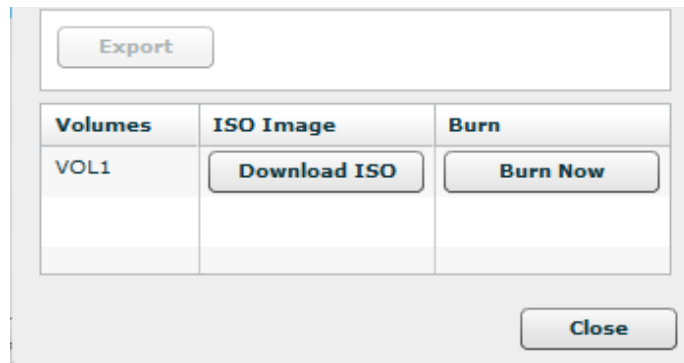 Export
Volumes ISO Image Burn
VOL1 Download ISO Burn Now
Close